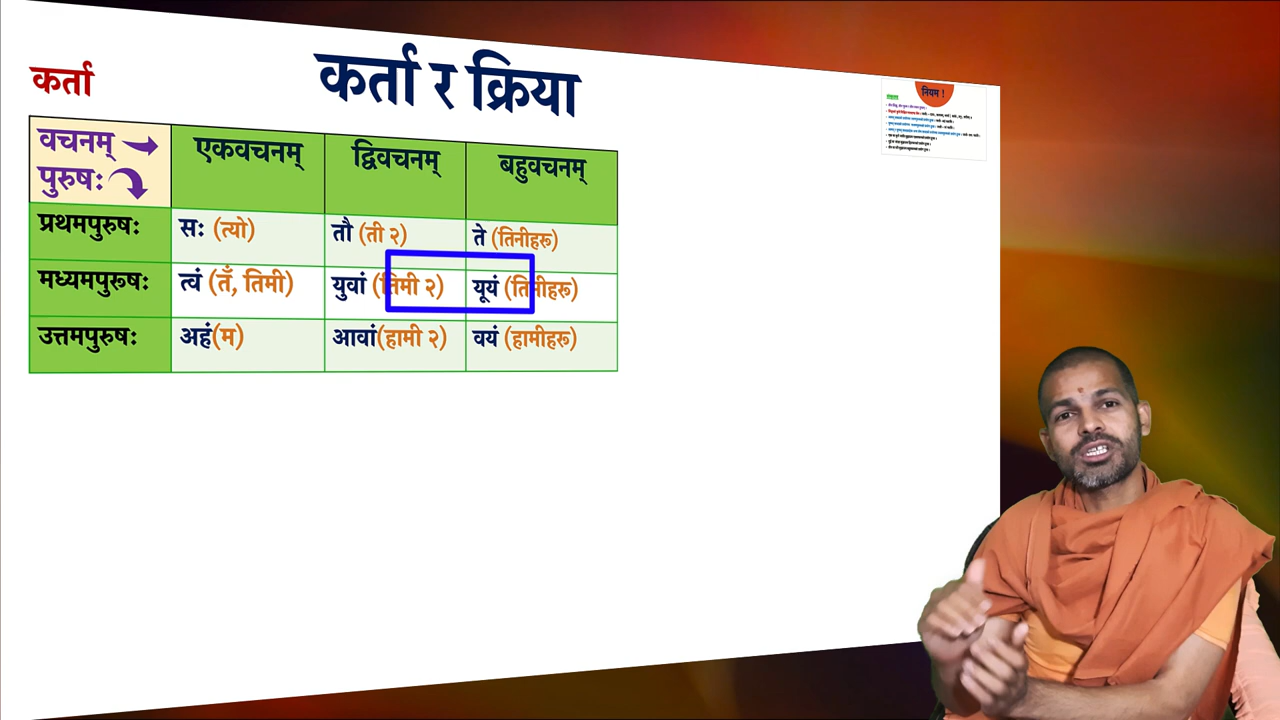 कर्ता र क्रिया
कर्ता
नियम !
वचनम् एकवचनम् द्विवचनम् बहुवचनम्
पुरुषः
प्रथमपुरुषः सः (त्यो) तौ (ती २) ते (तिनीहरू)
मध्यमपुरूषः त्वं (तँ, तिमी) युवां (तिमी २) यूयं (तिमीहरू)
उत्तमपुरुषः अहं(म) आवां(हामी २) वयं (हामीहरू)